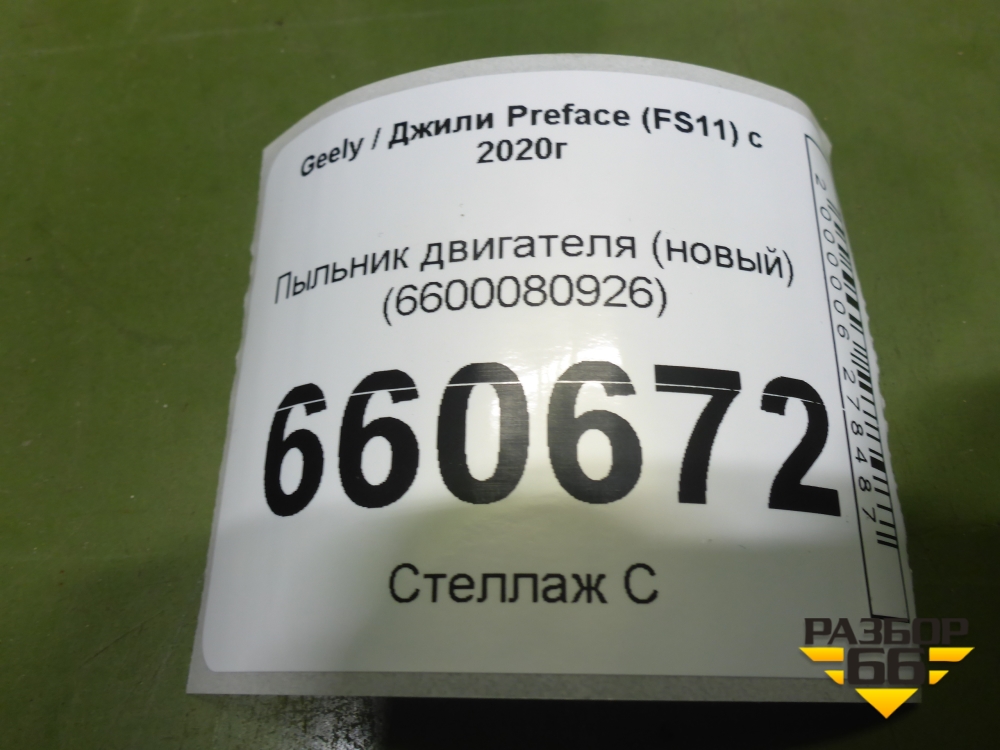 Geely / Джили Preface (FS11) с
2020г
Пыльник двигателя (новый)
(6600080926)
660672
Стеллаж С
2000006278487
РАЗБОР
66